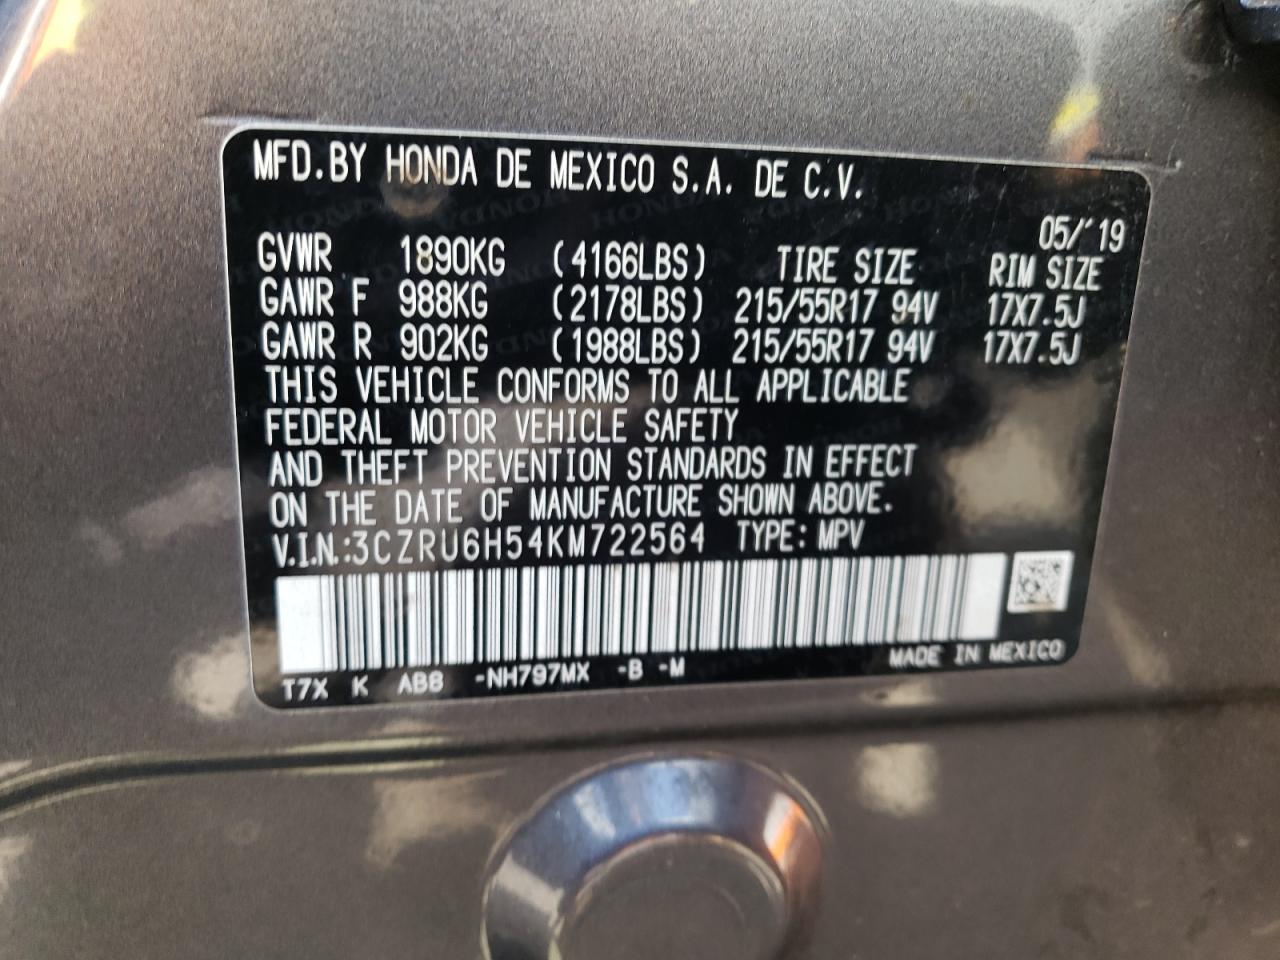 MFD.BY HONDA DE MEXICO S.A. DE C.V.
05/'19
GVWR 1890KG (4166LBS) TIRE SIZE RIM SIZE
GAWR F 988KG (2178LBS) 215/55R17 94V 17X7.5J
GAWR R 902KG (1988LBS) 215/55R17 94V 17X7.5J
THIS VEHICLE CONFORMS TO ALL APPLICABLE
FEDERAL MOTOR VEHICLE SAFETY
AND THEFT PREVENTION STANDARDS IN EFFECT
ON THE DATE OF MANUFACTURE SHOWN ABOVE.
V.I.N.:3CZRU6H54KM722564 TYPE: MPV
T7X K AB8 -NH797MX -B -M MADE IN MEXICO